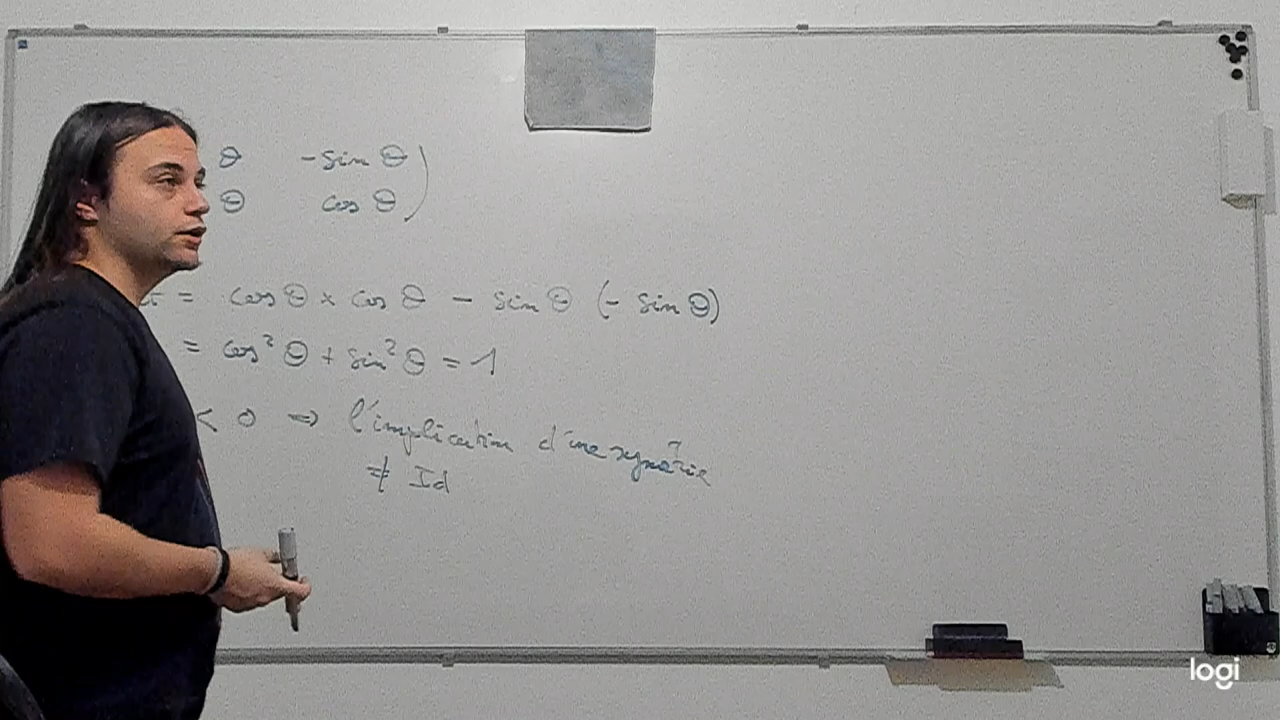 θ -sin θ )
θ cos θ
= cos θ × cos θ - sin θ (- sin θ)
= cos² θ + sin² θ = 1
< 0 => l'implication d'une symétrie
≠ Id
logi